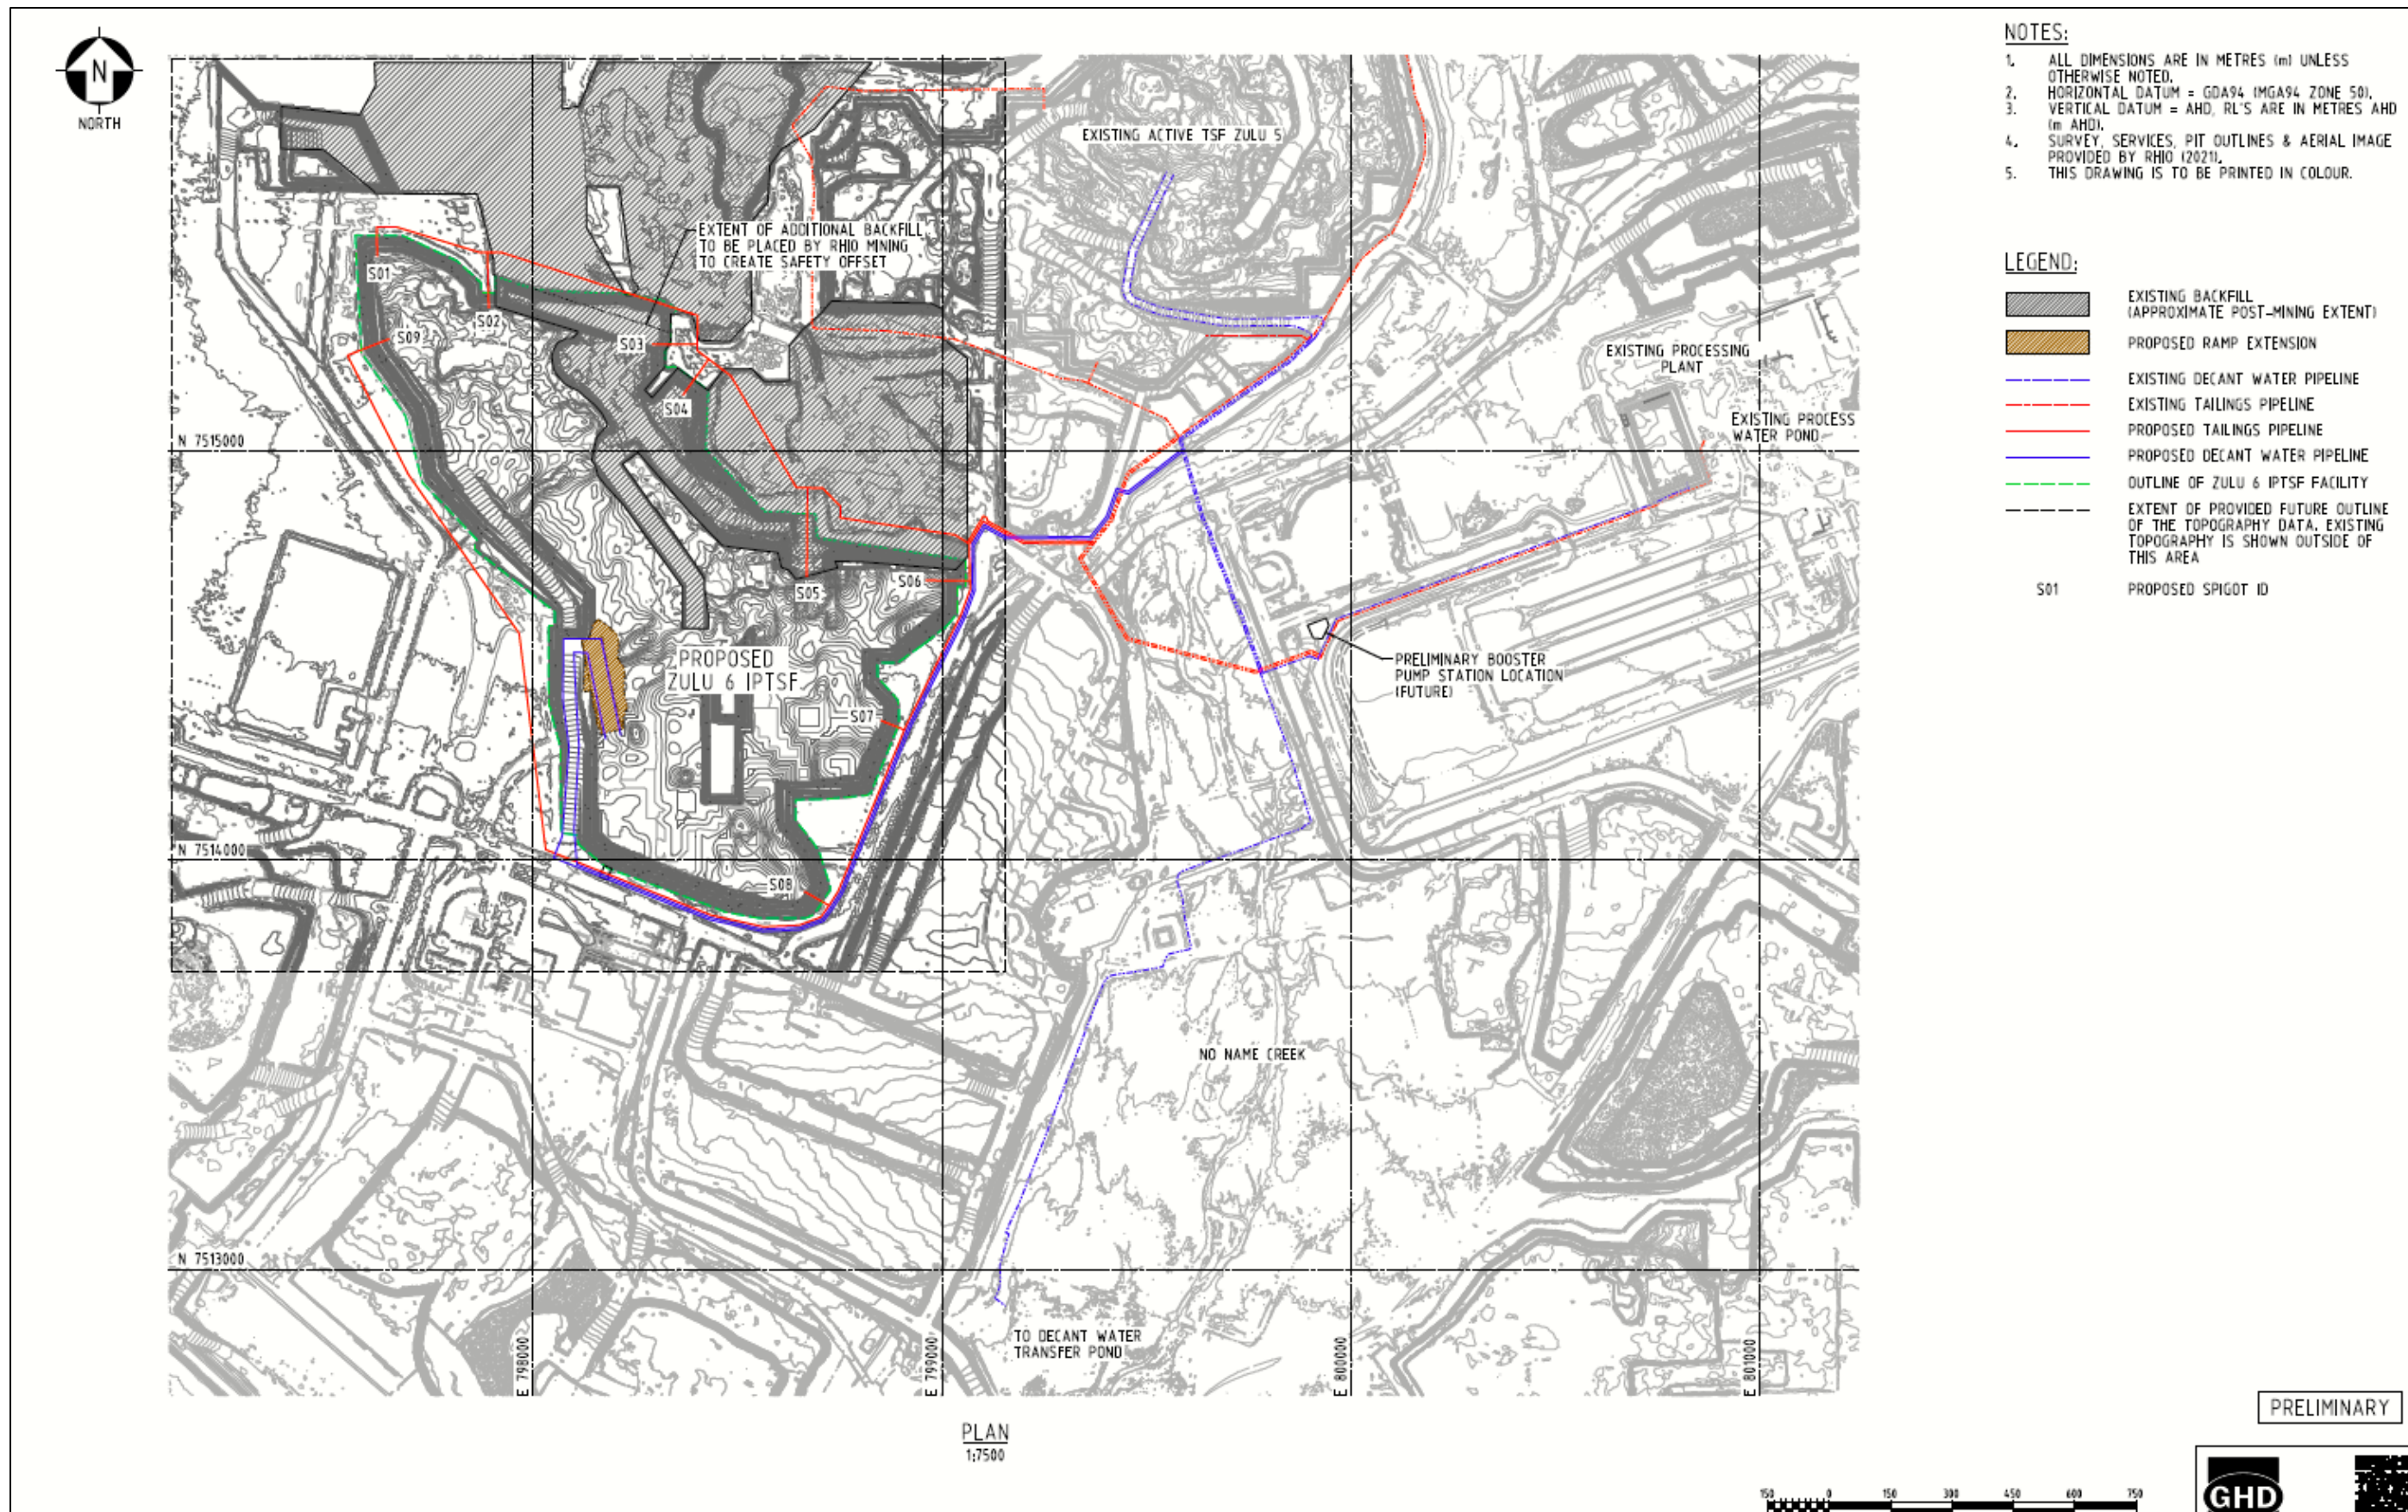 N
NORTH
NOTES:
1. ALL DIMENSIONS ARE IN METRES (m) UNLESS
OTHERWISE NOTED.
2. HORIZONTAL DATUM = GDA94 (MGA94 ZONE 50).
3. VERTICAL DATUM = AHD, RL'S ARE IN METRES AHD
(m AHD).
4. SURVEY, SERVICES, PIT OUTLINES & AERIAL IMAGE
PROVIDED BY RHIO (2021).
5. THIS DRAWING IS TO BE PRINTED IN COLOUR.
LEGEND:
EXISTING BACKFILL
(APPROXIMATE POST-MINING EXTENT)
PROPOSED RAMP EXTENSION
EXISTING DECANT WATER PIPELINE
EXISTING TAILINGS PIPELINE
PROPOSED TAILINGS PIPELINE
PROPOSED DECANT WATER PIPELINE
OUTLINE OF ZULU 6 IPTSF FACILITY
EXTENT OF PROVIDED FUTURE OUTLINE
OF THE TOPOGRAPHY DATA. EXISTING
TOPOGRAPHY IS SHOWN OUTSIDE OF
THIS AREA
S01 PROPOSED SPIGOT ID
EXISTING ACTIVE TSF ZULU 5
EXTENT OF ADDITIONAL BACKFILL
TO BE PLACED BY RHIO MINING
TO CREATE SAFETY OFFSET
S01
S02
S09
S03
S04
EXISTING PROCESSING
PLANT
EXISTING PROCESS
WATER POND
N 7515000
S05
S06
PROPOSED
ZULU 6 IPTSF
PRELIMINARY BOOSTER
PUMP STATION LOCATION
(FUTURE)
S07
N 7514000
S08
NO NAME CREEK
N 7513000
TO DECANT WATER
TRANSFER POND
E 798000
E 799000
E 800000
E 801000
PLAN
1:7500
PRELIMINARY
150 0 150 300 450 600 750
GHD